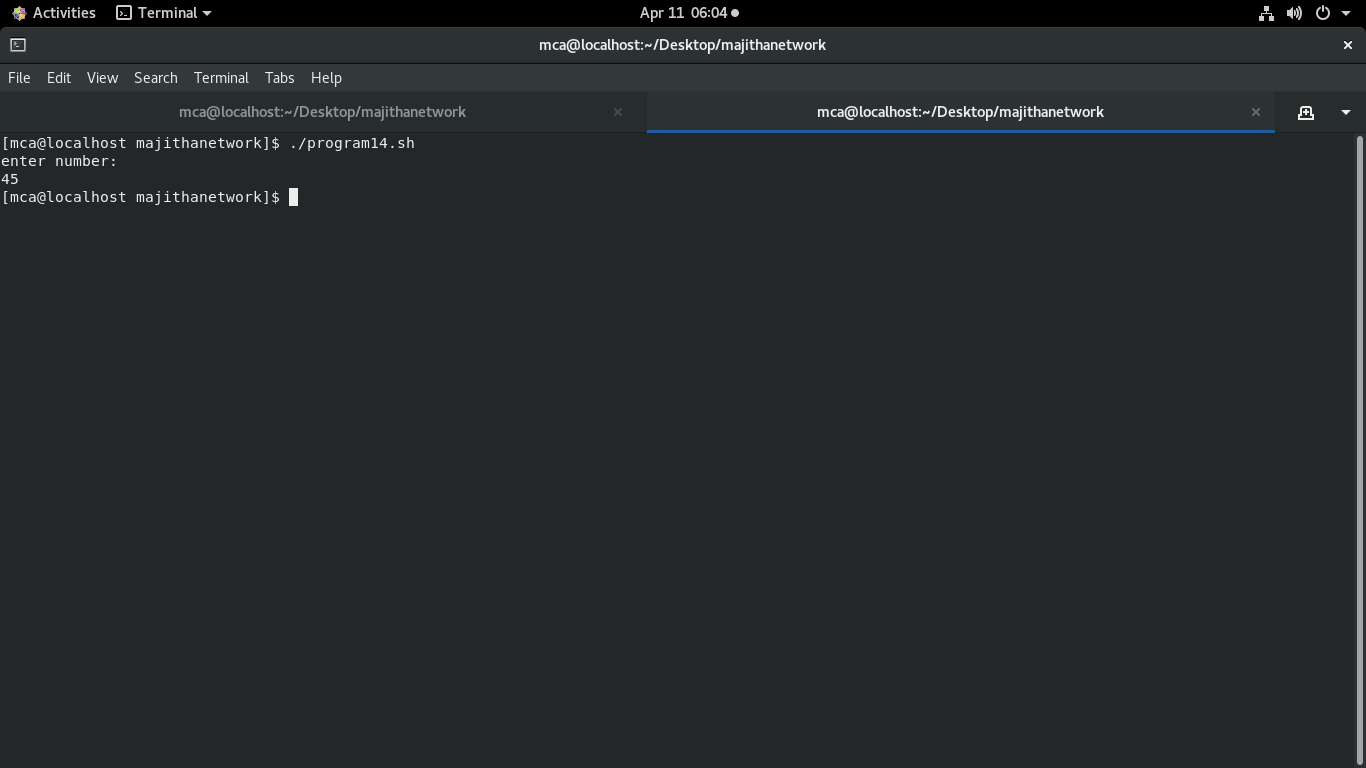 Activities Terminal Apr 11 06:04
mca@localhost:~/Desktop/majithanetwork
File Edit View Search Terminal Tabs Help
mca@localhost:~/Desktop/majithanetwork mca@localhost:~/Desktop/majithanetwork
[mca@localhost majithanetwork]$ ./program14.sh
enter number:
45
[mca@localhost majithanetwork]$